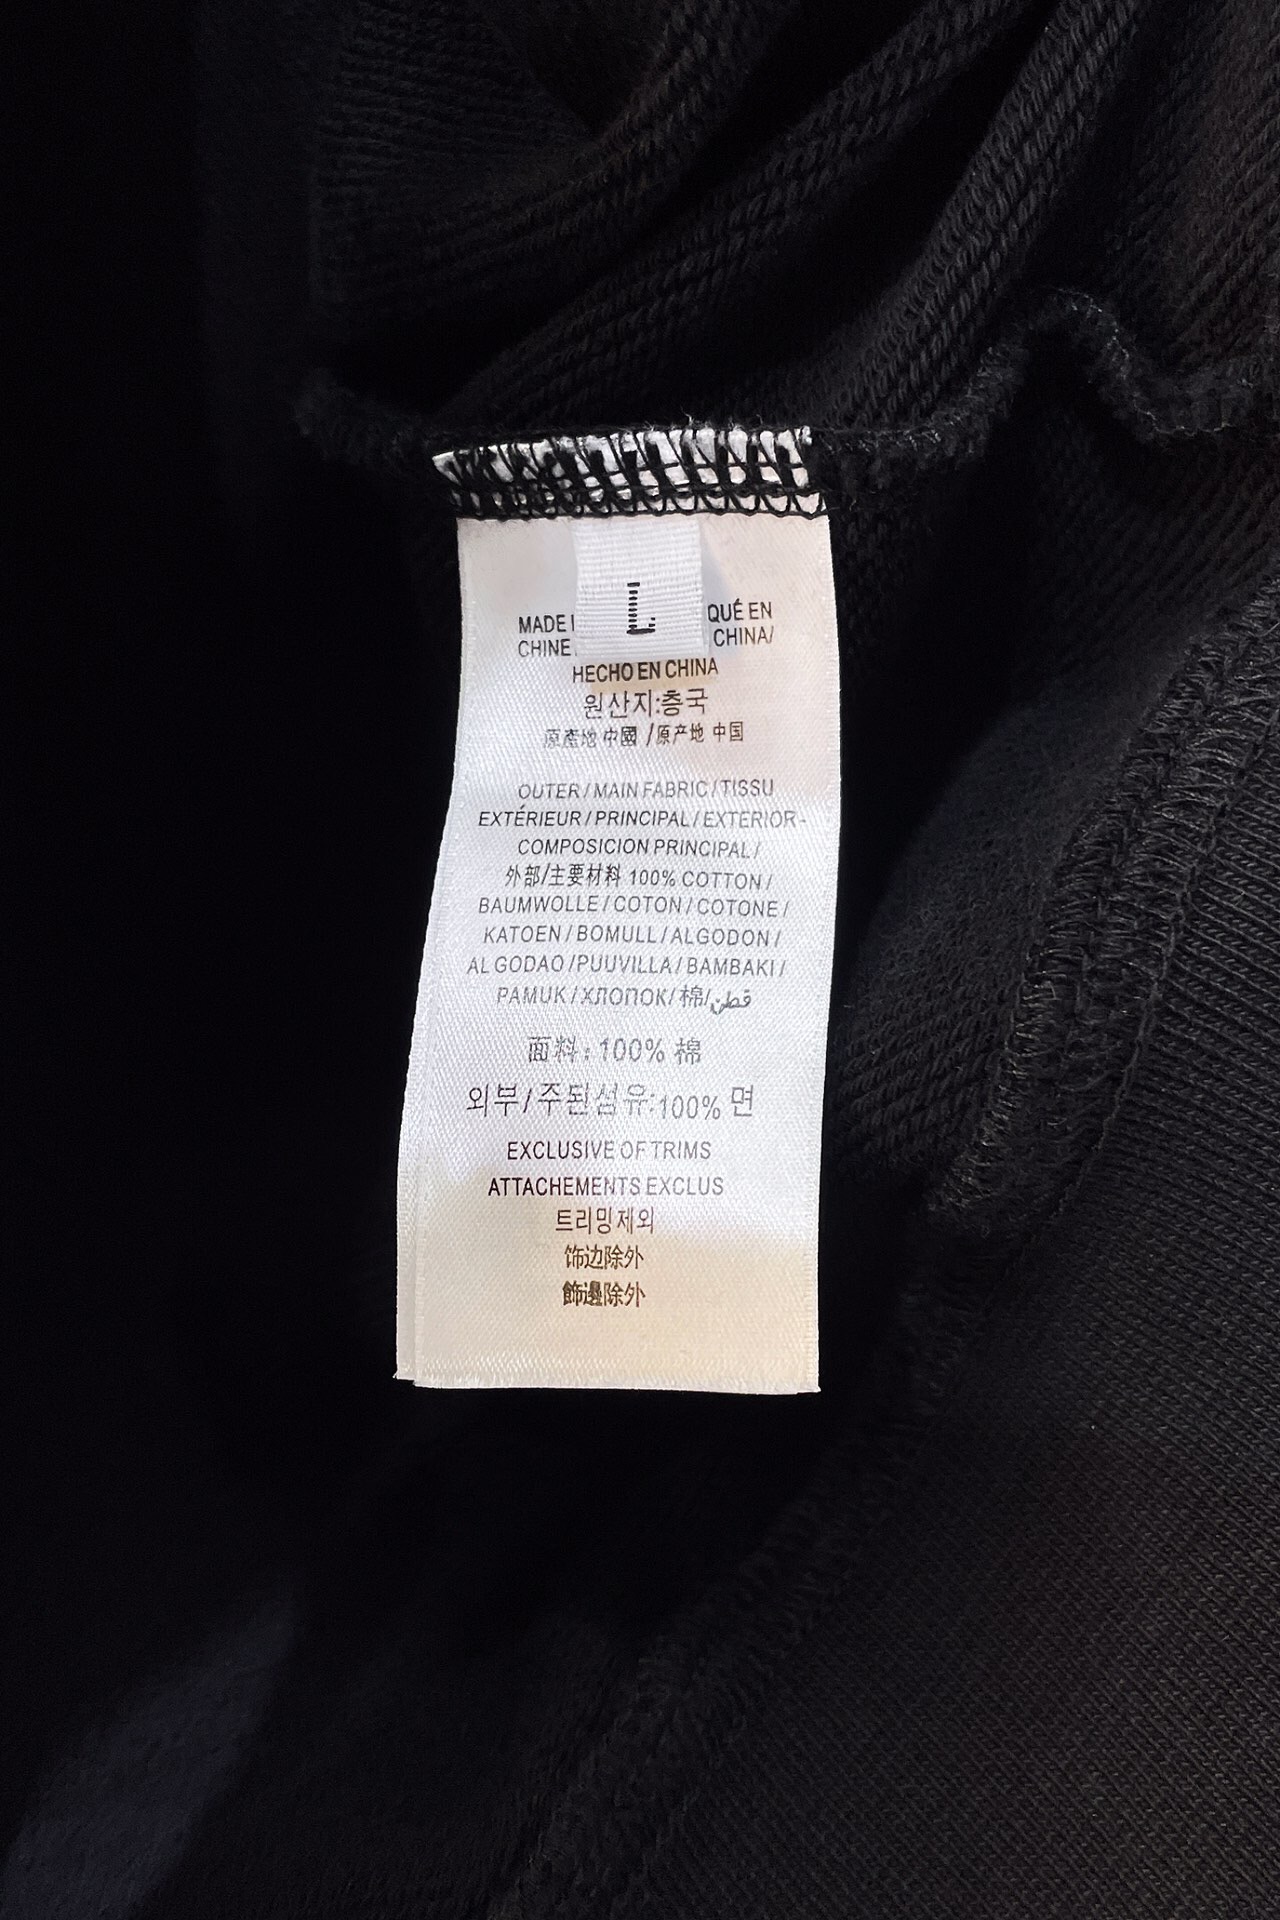 L
MADE I QUÉ EN
CHINE CHINA/
HECHO EN CHINA
원산지:층국
原產地 中國 /原产地 中国
OUTER / MAIN FABRIC / TISSU
EXTÉRIEUR / PRINCIPAL / EXTERIOR-
COMPOSICION PRINCIPAL /
外部/主要材料 100% COTTON /
BAUMWOLLE / COTON / COTONE /
KATOEN / BOMULL / ALGODON /
ALGODAO /PUUVILLA / BAMBAKI /
PAMUK / ХЛОПОК/ 棉/قطن
面料: 100% 棉
외부/주된섬유:100% 면
EXCLUSIVE OF TRIMS
ATTACHEMENTS EXCLUS
트리밍제외
饰边除外
飾邊除外